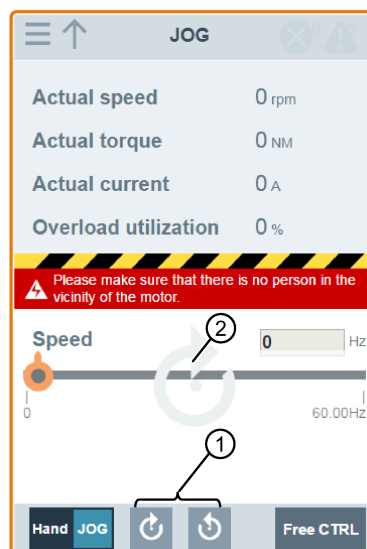 JOG
Actual speed 0 rpm
Actual torque 0 NM
Actual current 0 A
Overload utilization 0 %
Please make sure that there is no person in the
vicinity of the motor.
2
Speed 0 Hz
0 60.00Hz
1
Hand JOG Free CTRL